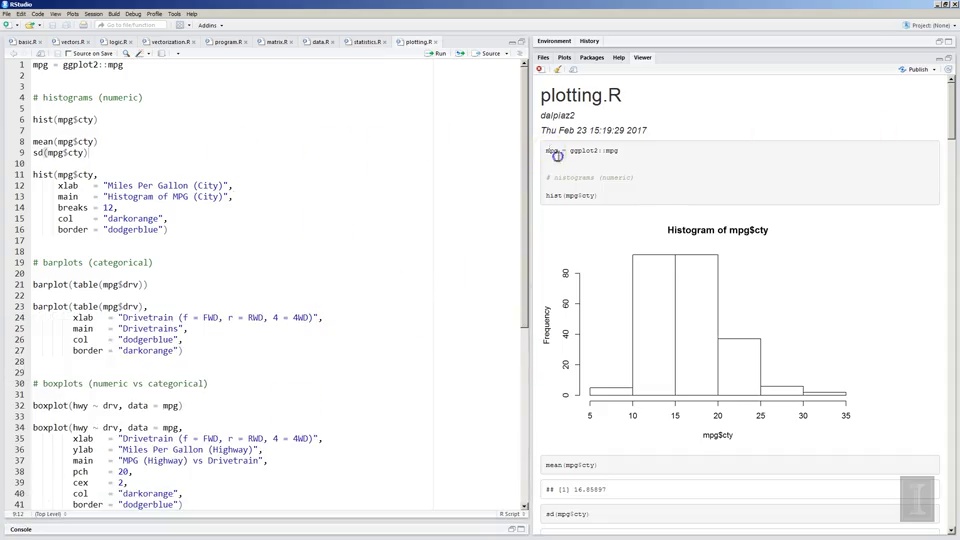 RStudio
File Edit Code View Plots Session Build Debug Profile Tools Help
Go to file/function
Addins
Project: (None)
basic.R vectors.R logic.R vectorization.R program.R matrix.R data.R statistics.R plotting.R
Source on Save Run Source
1 mpg = ggplot2::mpg
2
3
4 # histograms (numeric)
5
6 hist(mpg$cty)
7
8 mean(mpg$cty)
9 sd(mpg$cty)
10
11 hist(mpg$cty,
12 xlab = "Miles Per Gallon (City)",
13 main = "Histogram of MPG (City)",
14 breaks = 12,
15 col = "darkorange",
16 border = "dodgerblue")
17
18
19 # barplots (categorical)
20
21 barplot(table(mpg$drv))
22
23 barplot(table(mpg$drv),
24 xlab = "Drivetrain (f = FWD, r = RWD, 4 = 4WD)",
25 main = "Drivetrains",
26 col = "dodgerblue",
27 border = "darkorange")
28
29
30 # boxplots (numeric vs categorical)
31
32 boxplot(hwy ~ drv, data = mpg)
33
34 boxplot(hwy ~ drv, data = mpg,
35 xlab = "Drivetrain (f = FWD, r = RWD, 4 = 4WD)",
36 ylab = "Miles Per Gallon (Highway)",
37 main = "MPG (Highway) vs Drivetrain",
38 pch = 20,
39 cex = 2,
40 col = "darkorange",
41 border = "dodgerblue")
9:12 (Top Level) R Script
Console
Environment History
Files Plots Packages Help Viewer
Publish
plotting.R
dalpiaz2
Thu Feb 23 15:19:29 2017
mpg = ggplot2::mpg
# histograms (numeric)
hist(mpg$cty)
Histogram of mpg$cty
Frequency
80
60
40
20
0
5 10 15 20 25 30 35
mpg$cty
mean(mpg$cty)
## [1] 16.85897
sd(mpg$cty)
I